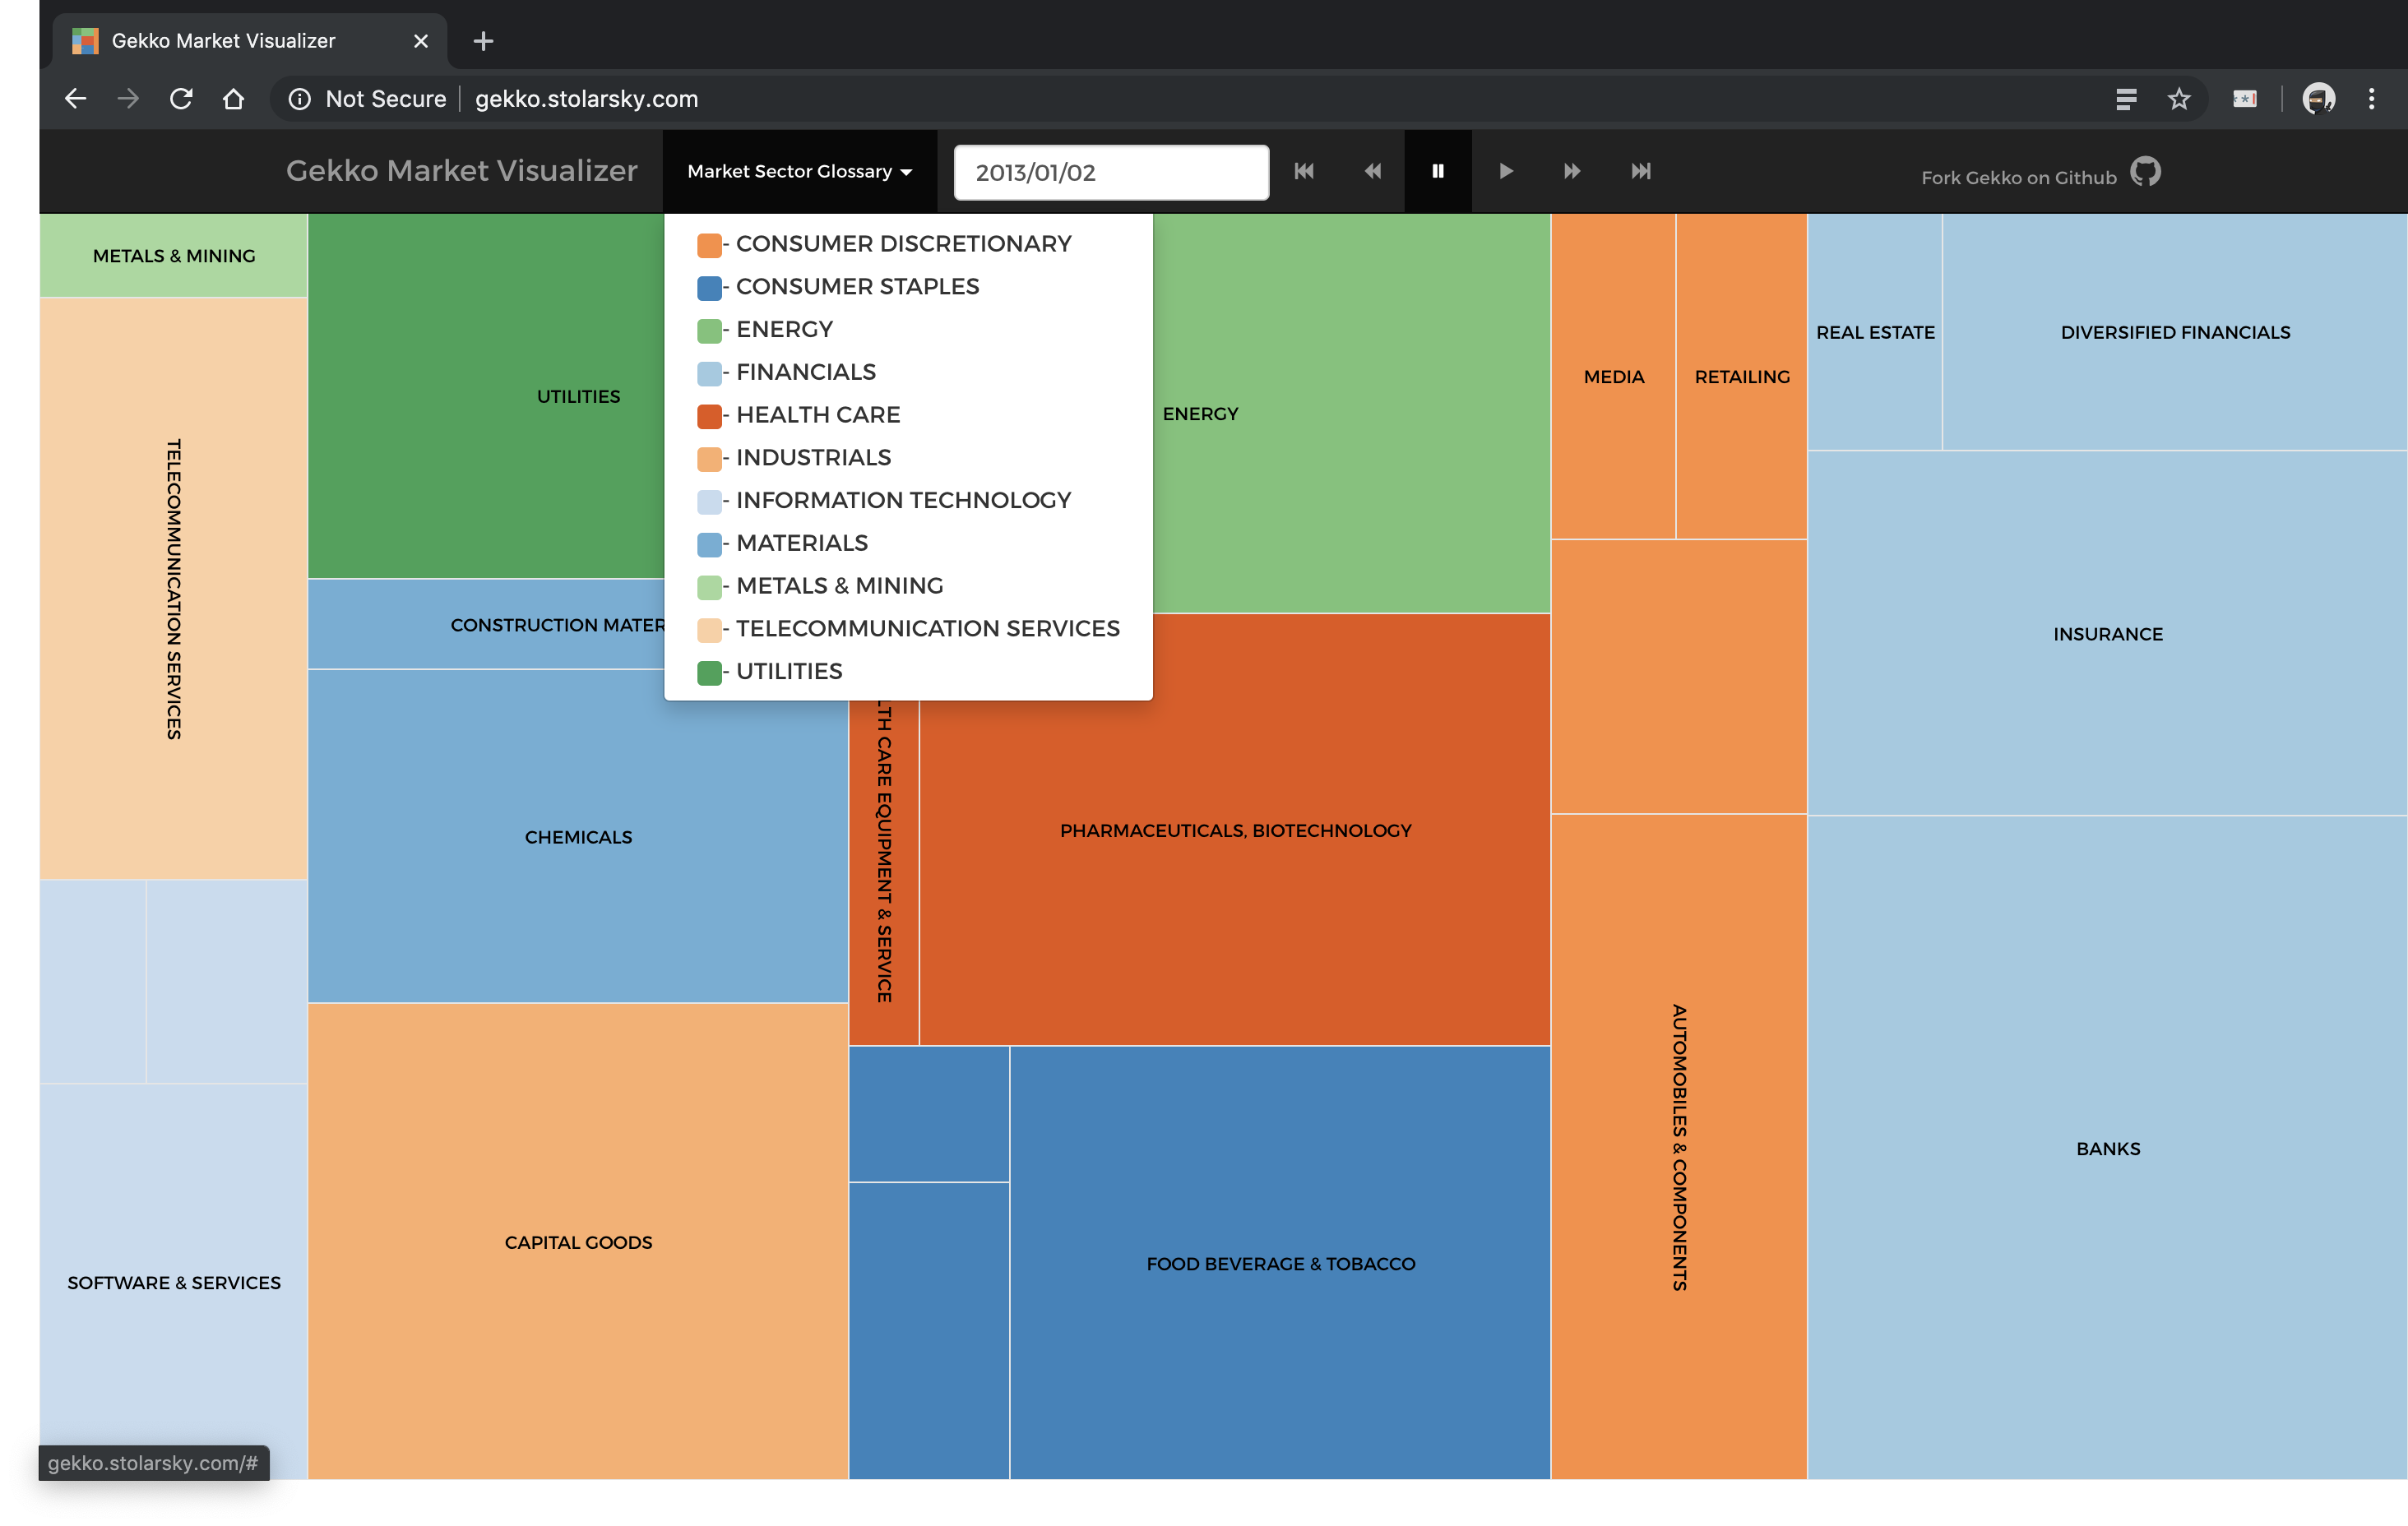 Gekko Market Visualizer
Not Secure
gekko.stolarsky.com
Gekko Market Visualizer
Market Sector Glossary
2013/01/02
Fork Gekko on Github
- CONSUMER DISCRETIONARY
- CONSUMER STAPLES
- ENERGY
- FINANCIALS
- HEALTH CARE
- INDUSTRIALS
- INFORMATION TECHNOLOGY
- MATERIALS
- METALS & MINING
- TELECOMMUNICATION SERVICES
- UTILITIES
METALS & MINING
TELECOMMUNICATION SERVICES
SOFTWARE & SERVICES
UTILITIES
CONSTRUCTION MATER
CHEMICALS
CAPITAL GOODS
ENERGY
LTH CARE EQUIPMENT & SERVICE
PHARMACEUTICALS, BIOTECHNOLOGY
FOOD BEVERAGE & TOBACCO
MEDIA
RETAILING
AUTOMOBILES & COMPONENTS
REAL ESTATE
DIVERSIFIED FINANCIALS
INSURANCE
BANKS
gekko.stolarsky.com/#